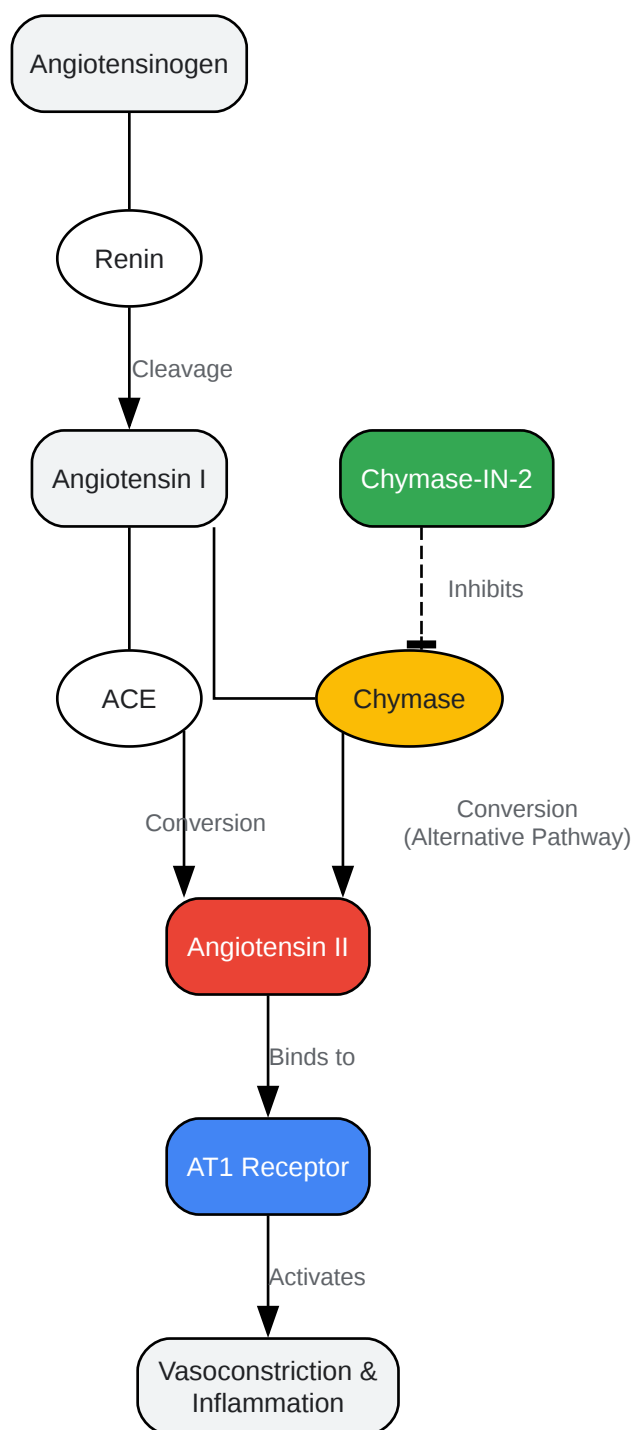 Angiotensinogen
Renin
Cleavage
Angiotensin I
Chymase-IN-2
Inhibits
ACE
Chymase
Conversion
Conversion
(Alternative Pathway)
Angiotensin II
Binds to
AT1 Receptor
Activates
Vasoconstriction &
Inflammation